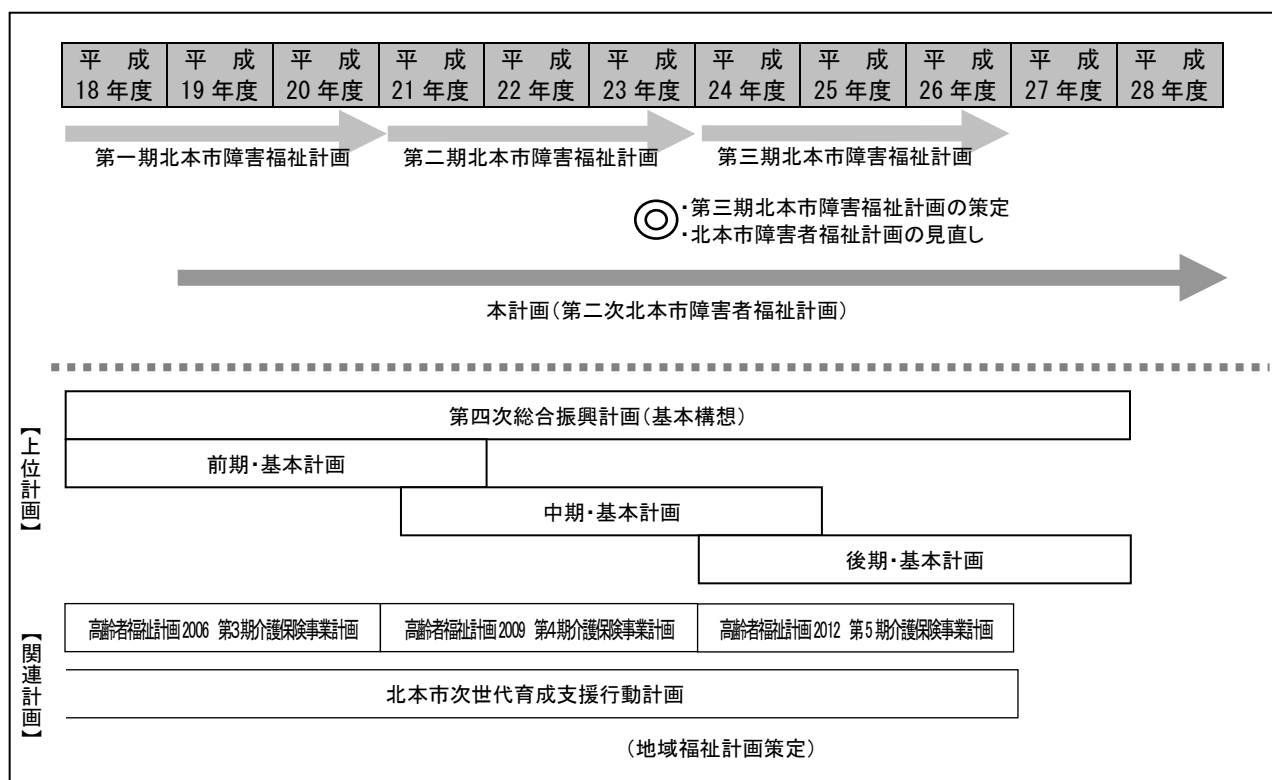 平成 平成 平成 平成 平成 平成 平成 平成 平成 平成 平成
18年度 19年度 20年度 21年度 22年度 23年度 24年度 25年度 26年度 27年度 28年度
第一期北本市障害福祉計画 第二期北本市障害福祉計画 第三期北本市障害福祉計画
・第三期北本市障害福祉計画の策定
・北本市障害者福祉計画の見直し
本計画(第二次北本市障害者福祉計画)
【上位計画】
第四次総合振興計画(基本構想)
前期・基本計画
中期・基本計画
後期・基本計画
【関連計画】
高齢者福祉計画2006 第3期介護保険事業計画 高齢者福祉計画2009 第4期介護保険事業計画 高齢者福祉計画2012 第5期介護保険事業計画
北本市次世代育成支援行動計画
(地域福祉計画策定)